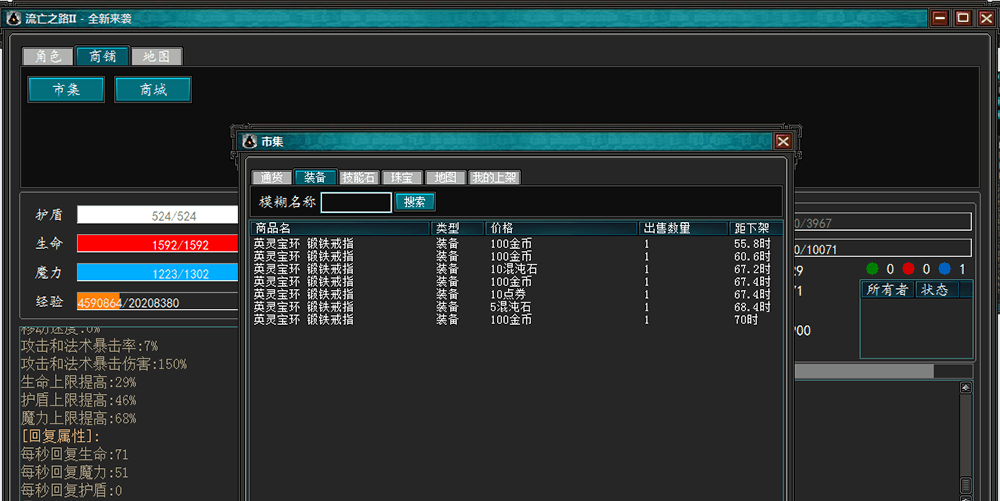 流亡之路II - 全新来袭
角色 商铺 地图
市集 商城
市集
通货 装备 技能石 珠宝 地图 我的上架
模糊名称 搜索
商品名 类型 价格 出售数量 距下架
英灵宝环 锻铁戒指 装备 100金币 1 55.8时
英灵宝环 锻铁戒指 装备 100金币 1 60.6时
英灵宝环 锻铁戒指 装备 10混沌石 1 67.2时
英灵宝环 锻铁戒指 装备 100金币 1 67.4时
英灵宝环 锻铁戒指 装备 10点券 1 67.4时
英灵宝环 锻铁戒指 装备 5混沌石 1 68.4时
英灵宝环 锻铁戒指 装备 100金币 1 70时
护盾 524/524
生命 1592/1592
魔力 1223/1302
经验 4590864/20208380
0/3967
0/10071
29 0 0 1
71
所有者 状态
00
移动速度:0%
攻击和法术暴击率:7%
攻击和法术暴击伤害:150%
生命上限提高:29%
护盾上限提高:46%
魔力上限提高:68%
[回复属性]:
每秒回复生命:71
每秒回复魔力:51
每秒回复护盾:0